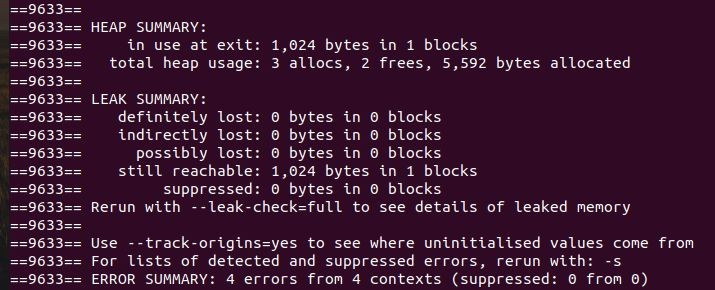 ==9633==
==9633== HEAP SUMMARY:
==9633==     in use at exit: 1,024 bytes in 1 blocks
==9633==   total heap usage: 3 allocs, 2 frees, 5,592 bytes allocated
==9633==
==9633== LEAK SUMMARY:
==9633==    definitely lost: 0 bytes in 0 blocks
==9633==    indirectly lost: 0 bytes in 0 blocks
==9633==      possibly lost: 0 bytes in 0 blocks
==9633==    still reachable: 1,024 bytes in 1 blocks
==9633==         suppressed: 0 bytes in 0 blocks
==9633== Rerun with --leak-check=full to see details of leaked memory
==9633==
==9633== Use --track-origins=yes to see where uninitialised values come from
==9633== For lists of detected and suppressed errors, rerun with: -s
==9633== ERROR SUMMARY: 4 errors from 4 contexts (suppressed: 0 from 0)